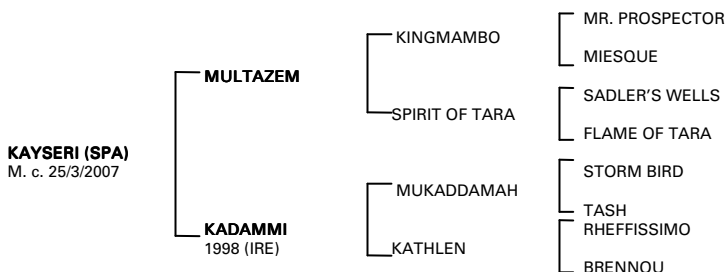 MR. PROSPECTOR
KINGMAMBO
MIESQUE
MULTAZEM
SADLER'S WELLS
SPIRIT OF TARA
FLAME OF TARA
KAYSERI (SPA)
M. c. 25/3/2007
STORM BIRD
MUKADDAMAH
TASH
KADAMMI
1998 (IRE)
RHEFFISSIMO
KATHLEN
BRENNOU